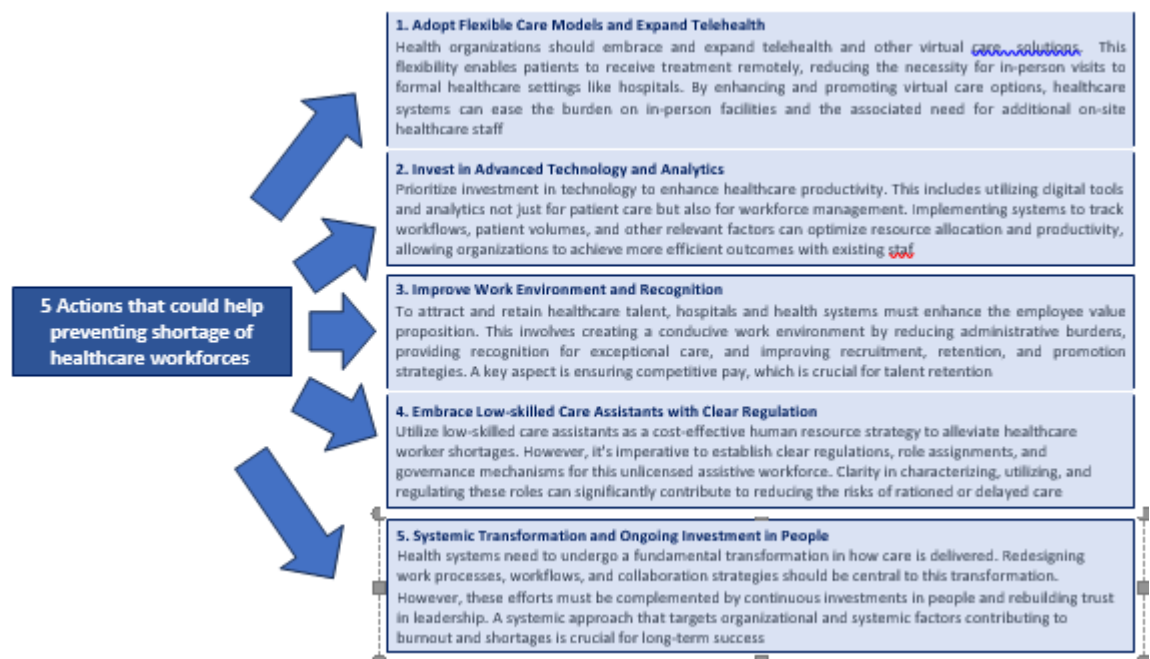 1. Adopt Flexible Care Models and Expand Telehealth
Health organizations should embrace and expand telehealth and other virtual care solutions. This
flexibility enables patients to receive treatment remotely, reducing the necessity for in-person visits to
formal healthcare settings like hospitals. By enhancing and promoting virtual care options, healthcare
systems can ease the burden on in-person facilities and the associated need for additional on-site
healthcare staff
2. Invest in Advanced Technology and Analytics
Prioritize investment in technology to enhance healthcare productivity. This includes utilizing digital tools
and analytics not just for patient care but also for workforce management. Implementing systems to track
workflows, patient volumes, and other relevant factors can optimize resource allocation and productivity,
allowing organizations to achieve more efficient outcomes with existing staf
5 Actions that could help
preventing shortage of
healthcare workforces
3. Improve Work Environment and Recognition
To attract and retain healthcare talent, hospitals and health systems must enhance the employee value
proposition. This involves creating a conducive work environment by reducing administrative burdens,
providing recognition for exceptional care, and improving recruitment, retention, and promotion
strategies. A key aspect is ensuring competitive pay, which is crucial for talent retention
4. Embrace Low-skilled Care Assistants with Clear Regulation
Utilize low-skilled care assistants as a cost-effective human resource strategy to alleviate healthcare
worker shortages. However, it's imperative to establish clear regulations, role assignments, and
governance mechanisms for this unlicensed assistive workforce. Clarity in characterizing, utilizing, and
regulating these roles can significantly contribute to reducing the risks of rationed or delayed care
5. Systemic Transformation and Ongoing Investment in People
Health systems need to undergo a fundamental transformation in how care is delivered. Redesigning
work processes, workflows, and collaboration strategies should be central to this transformation.
However, these efforts must be complemented by continuous investments in people and rebuilding trust
in leadership. A systemic approach that targets organizational and systemic factors contributing to
burnout and shortages is crucial for long-term success